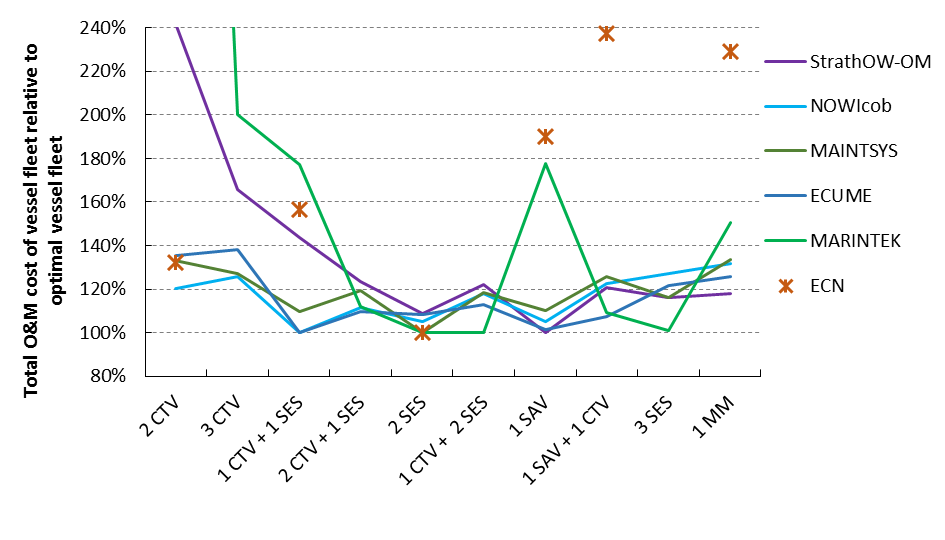 Total O&M cost of vessel fleet relative to
optimal vessel fleet
240%
220%
200%
180%
160%
140%
120%
100%
80%
2 CTV
3 CTV
1 CTV + 1 SES
2 CTV + 1 SES
2 SES
1 CTV + 2 SES
1 SAV
1 SAV + 1 CTV
3 SES
1 MM
StrathOW-OM
NOWIcob
MAINTSYS
ECUME
MARINTEK
ECN